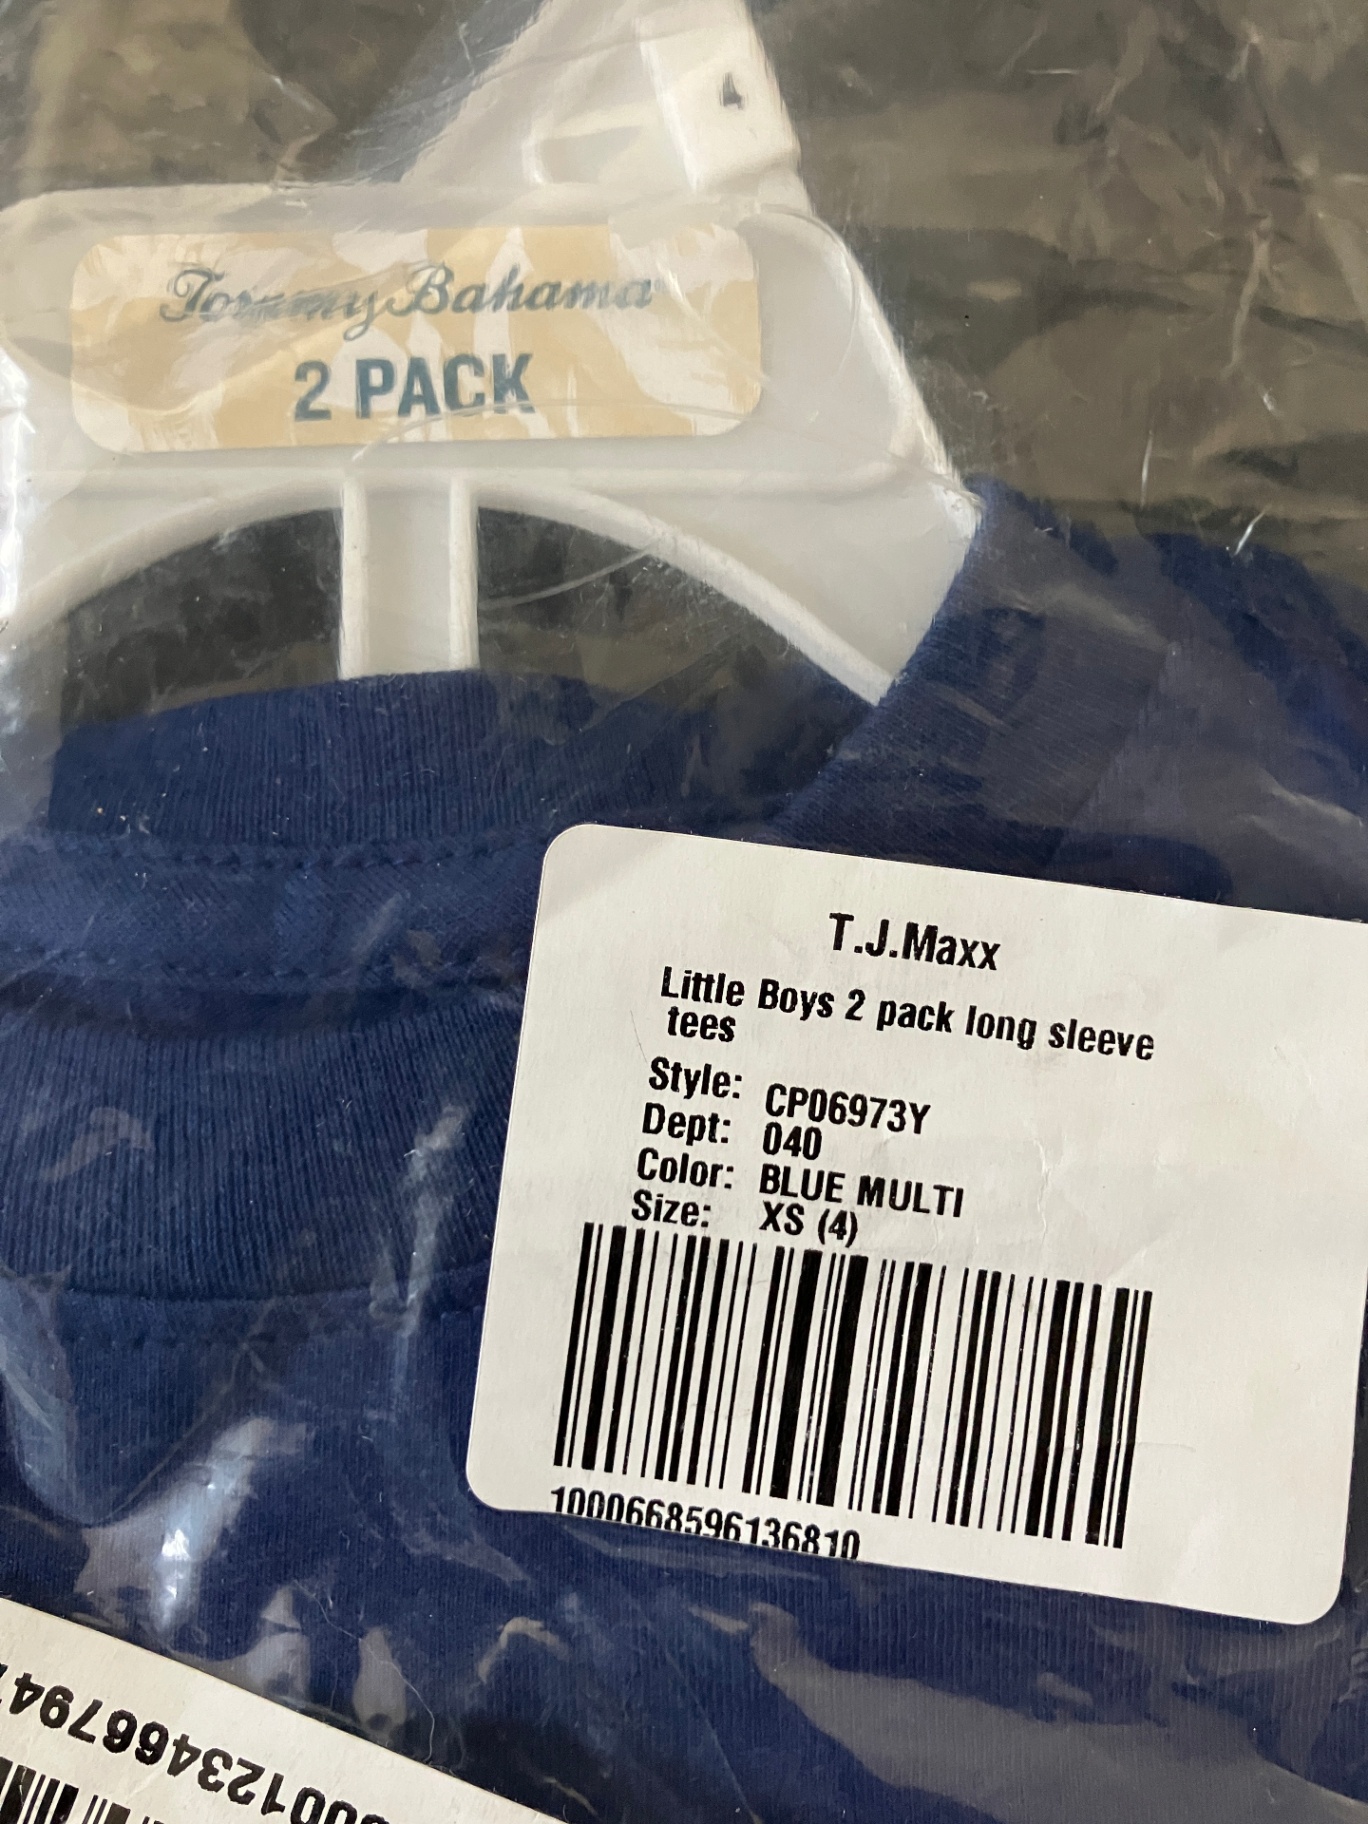 4
Tommy Bahama
2 PACK
T.J.Maxx
Little Boys 2 pack long sleeve
tees
Style: CP06973Y
Dept: 040
Color: BLUE MULTI
Size: XS (4)
1000668596136810